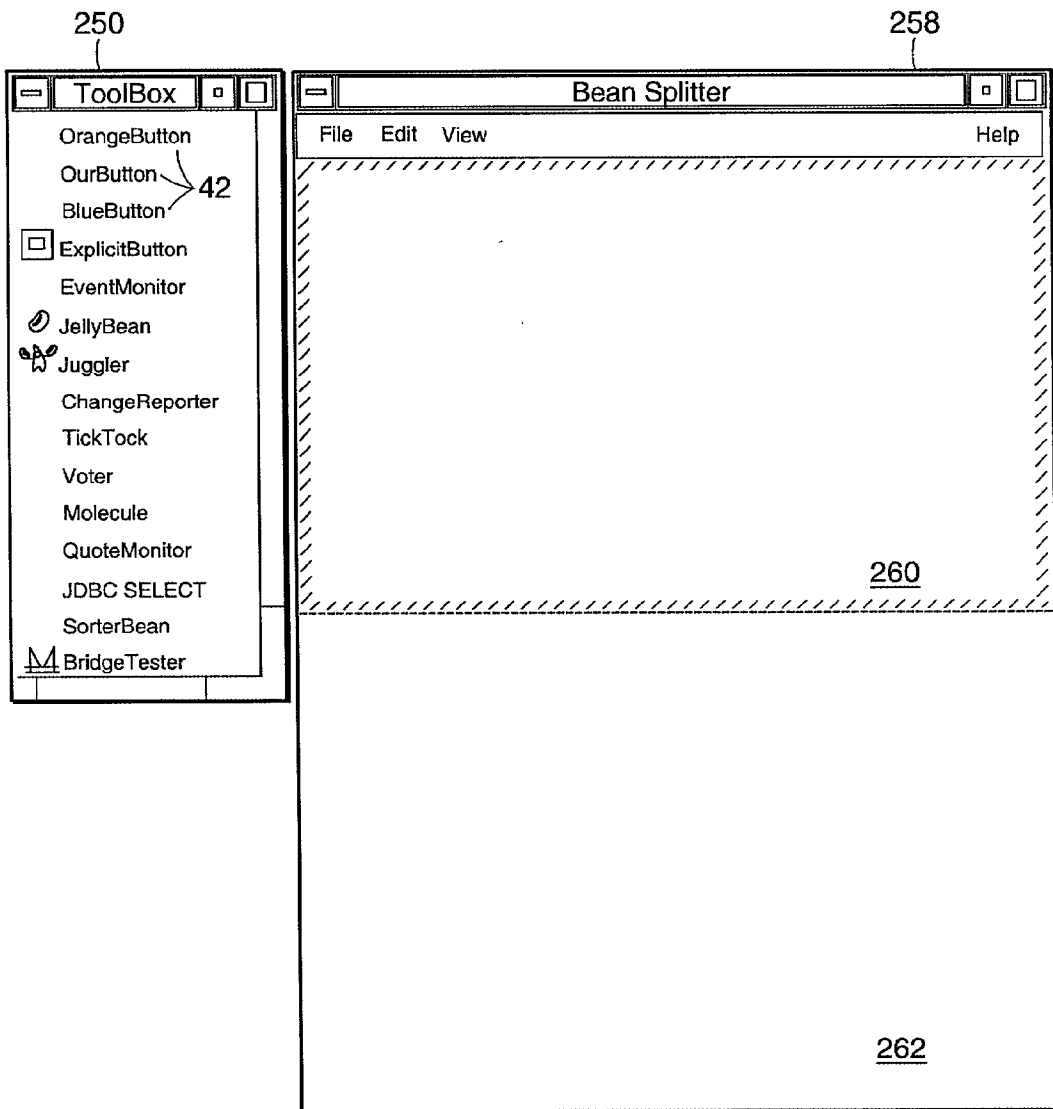 250
258
ToolBox
Bean Splitter
File Edit View Help
OrangeButton
OurButton
42
BlueButton
ExplicitButton
EventMonitor
JellyBean
Juggler
ChangeReporter
TickTock
Voter
Molecule
QuoteMonitor
JDBC SELECT
SorterBean
BridgeTester
260
262